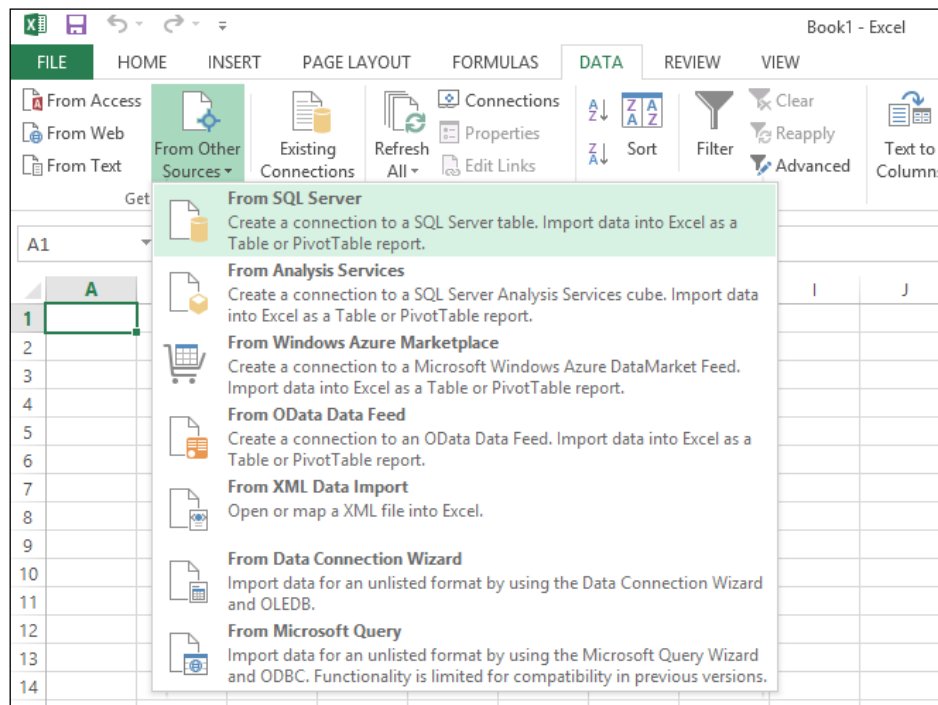 Book1 - Excel
FILE HOME INSERT PAGE LAYOUT FORMULAS DATA REVIEW VIEW
From Access
From Web
From Text
From Other
Sources
Existing
Connections
Refresh
All
Connections
Properties
Edit Links
A
Z
Z
A
Z A
A Z
Sort
Filter
Clear
Reapply
Advanced
Text to
Column
Get
A1
From SQL Server
Create a connection to a SQL Server table. Import data into Excel as a
Table or PivotTable report.
From Analysis Services
Create a connection to a SQL Server Analysis Services cube. Import data
into Excel as a Table or PivotTable report.
From Windows Azure Marketplace
Create a connection to a Microsoft Windows Azure DataMarket Feed.
Import data into Excel as a Table or PivotTable report.
From OData Data Feed
Create a connection to an OData Data Feed. Import data into Excel as a
Table or PivotTable report.
From XML Data Import
Open or map a XML file into Excel.
From Data Connection Wizard
Import data for an unlisted format by using the Data Connection Wizard
and OLEDB.
From Microsoft Query
Import data for an unlisted format by using the Microsoft Query Wizard
and ODBC. Functionality is limited for compatibility in previous versions.
A I J
1
2
3
4
5
6
7
8
9
10
11
12
13
14